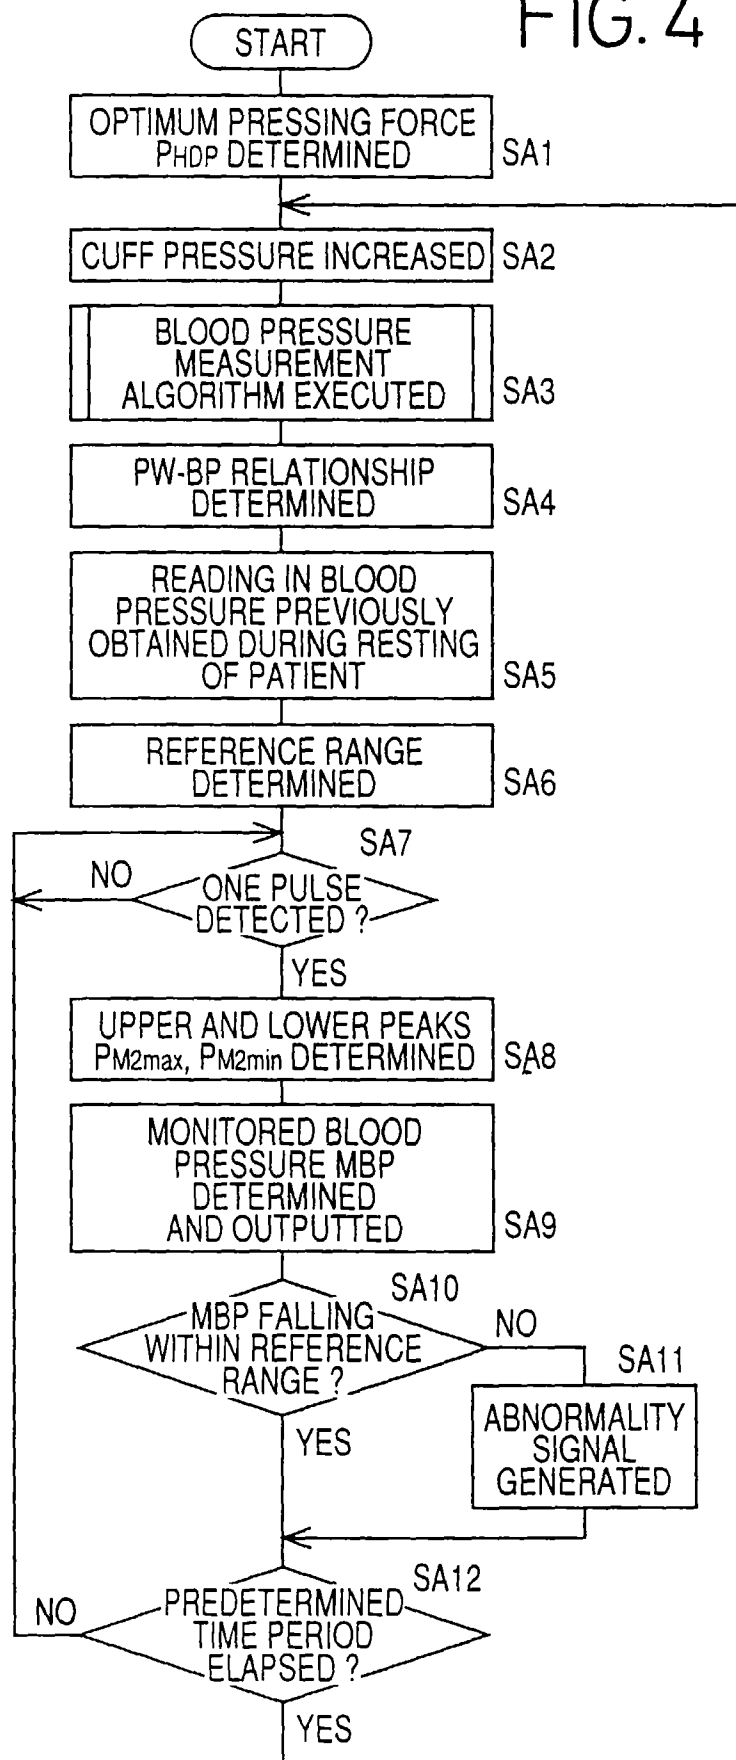 FIG. 4
START
OPTIMUM PRESSING FORCE
PHDP DETERMINED
SA1
CUFF PRESSURE INCREASED
SA2
BLOOD PRESSURE
MEASUREMENT
ALGORITHM EXECUTED
SA3
PW-BP RELATIONSHIP
DETERMINED
SA4
READING IN BLOOD
PRESSURE PREVIOUSLY
OBTAINED DURING RESTING
OF PATIENT
SA5
REFERENCE RANGE
DETERMINED
SA6
SA7
NO
ONE PULSE
DETECTED ?
YES
UPPER AND LOWER PEAKS
PM2max, PM2min DETERMINED
SA8
MONITORED BLOOD
PRESSURE MBP
DETERMINED
AND OUTPUTTED
SA9
SA10
MBP FALLING
WITHIN REFERENCE
RANGE ?
NO
YES
SA11
ABNORMALITY
SIGNAL
GENERATED
SA12
NO
PREDETERMINED
TIME PERIOD
ELAPSED ?
YES